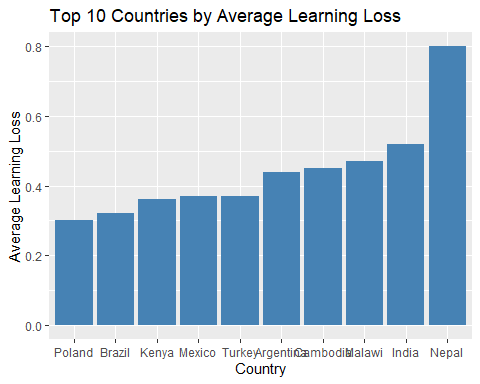 Top 10 Countries by Average Learning Loss
Average Learning Loss
0.8
0.6
0.4
0.2
0.0
Poland Brazil Kenya Mexico Turkey Argentina Cambodia Malawi India Nepal
Country